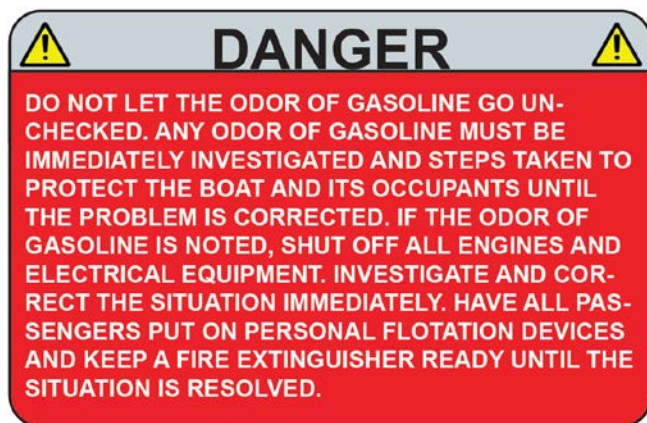 DANGER
DO NOT LET THE ODOR OF GASOLINE GO UN-
CHECKED. ANY ODOR OF GASOLINE MUST BE
IMMEDIATELY INVESTIGATED AND STEPS TAKEN TO
PROTECT THE BOAT AND ITS OCCUPANTS UNTIL
THE PROBLEM IS CORRECTED. IF THE ODOR OF
GASOLINE IS NOTED, SHUT OFF ALL ENGINES AND
ELECTRICAL EQUIPMENT. INVESTIGATE AND COR-
RECT THE SITUATION IMMEDIATELY. HAVE ALL PAS-
SENGERS PUT ON PERSONAL FLOTATION DEVICES
AND KEEP A FIRE EXTINGUISHER READY UNTIL THE
SITUATION IS RESOLVED.